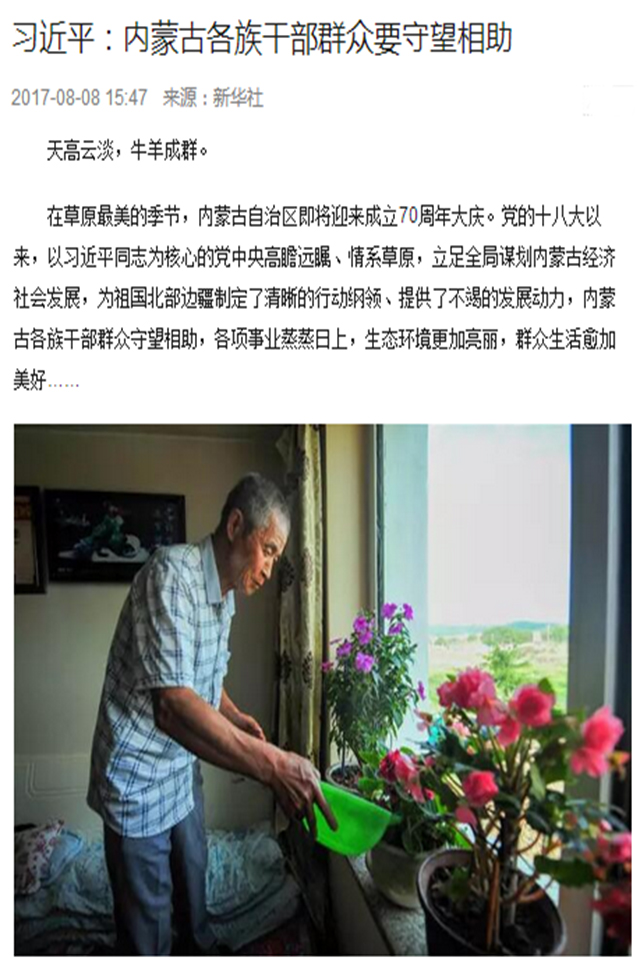 习近平：内蒙古各族干部群众要守望相助
2017-08-08 15:47 来源：新华社
天高云淡，牛羊成群。
在草原最美的季节，内蒙古自治区即将迎来成立70周年大庆。党的十八大以
来，以习近平同志为核心的党中央高瞻远瞩、情系草原，立足全局谋划内蒙古经济
社会发展，为祖国北部边疆制定了清晰的行动纲领、提供了不竭的发展动力，内蒙
古各族干部群众守望相助，各项事业蒸蒸日上，生态环境更加亮丽，群众生活愈加
美好……